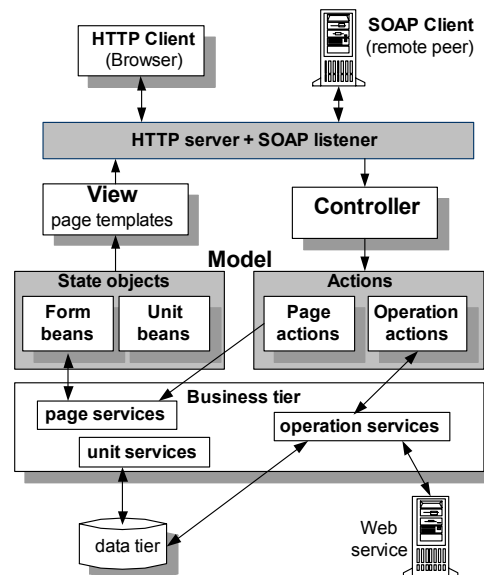 HTTP Client
(Browser)
SOAP Client
(remote peer)
HTTP server + SOAP listener
View
page templates
Controller
Model
State objects
Form
beans
Unit
beans
Actions
Page
actions
Operation
actions
Business tier
page services
operation services
unit services
data tier
Web
service